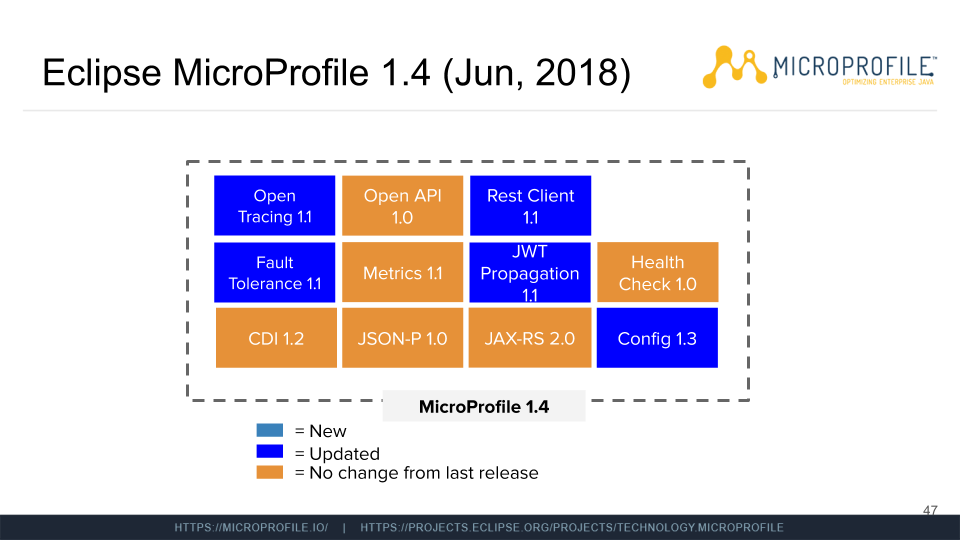 Eclipse MicroProfile 1.4 (Jun, 2018)
MICROPROFILE™
OPTIMIZING ENTERPRISE JAVA
Open
Tracing 1.1
Open API
1.0
Rest Client
1.1
Fault
Tolerance 1.1
Metrics 1.1
JWT
Propagation
1.1
Health
Check 1.0
CDI 1.2
JSON-P 1.0
JAX-RS 2.0
Config 1.3
MicroProfile 1.4
= New
= Updated
= No change from last release
47
HTTPS://MICROPROFILE.IO/ | HTTPS://PROJECTS.ECLIPSE.ORG/PROJECTS/TECHNOLOGY.MICROPROFILE